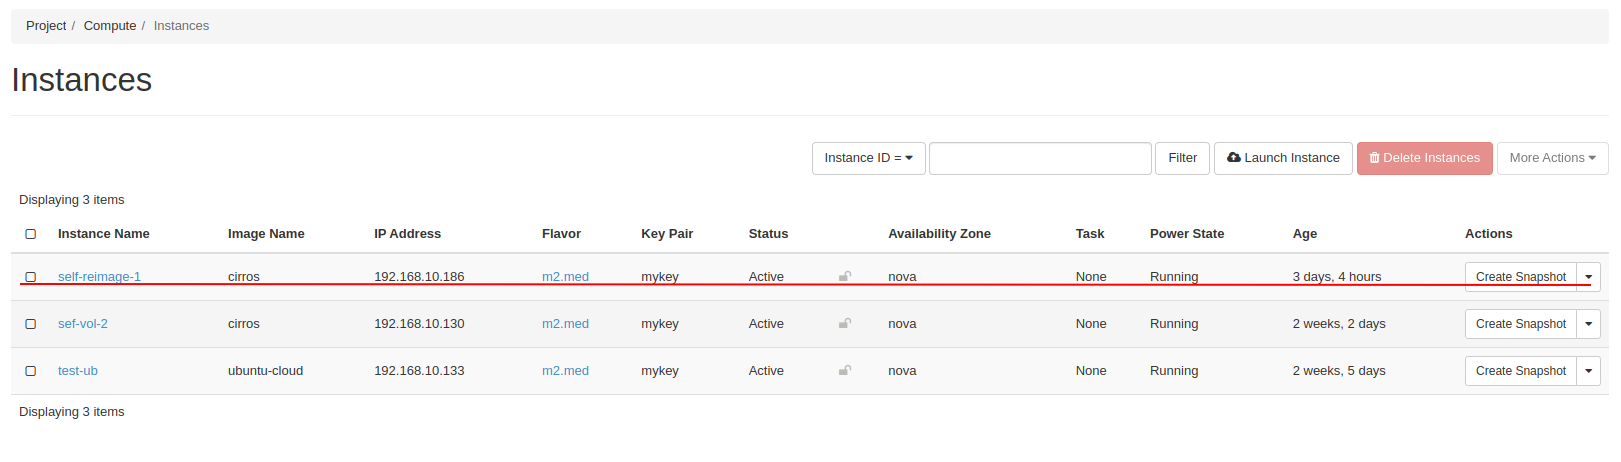 Project / Compute / Instances
Instances
Instance ID = Filter Launch Instance Delete Instances More Actions
Displaying 3 items
Instance Name Image Name IP Address Flavor Key Pair Status Availability Zone Task Power State Age Actions
self-reimage-1 cirros 192.168.10.186 m2.med mykey Active nova None Running 3 days, 4 hours Create Snapshot
sef-vol-2 cirros 192.168.10.130 m2.med mykey Active nova None Running 2 weeks, 2 days Create Snapshot
test-ub ubuntu-cloud 192.168.10.133 m2.med mykey Active nova None Running 2 weeks, 5 days Create Snapshot
Displaying 3 items